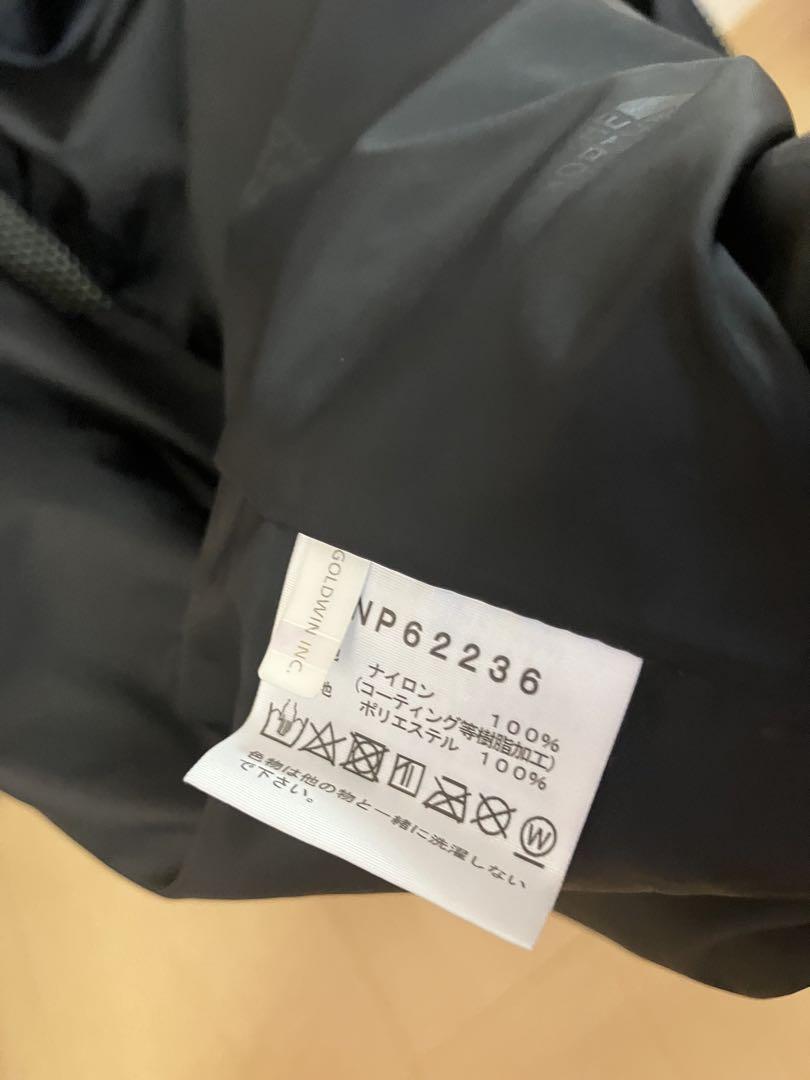 GOLDWIN INC.
NP62236
ナイロン 100%
(コーティング等樹脂加工)
地 ポリエステル 100%
W
色物は他の物と一緒に洗濯しない
で下さい。